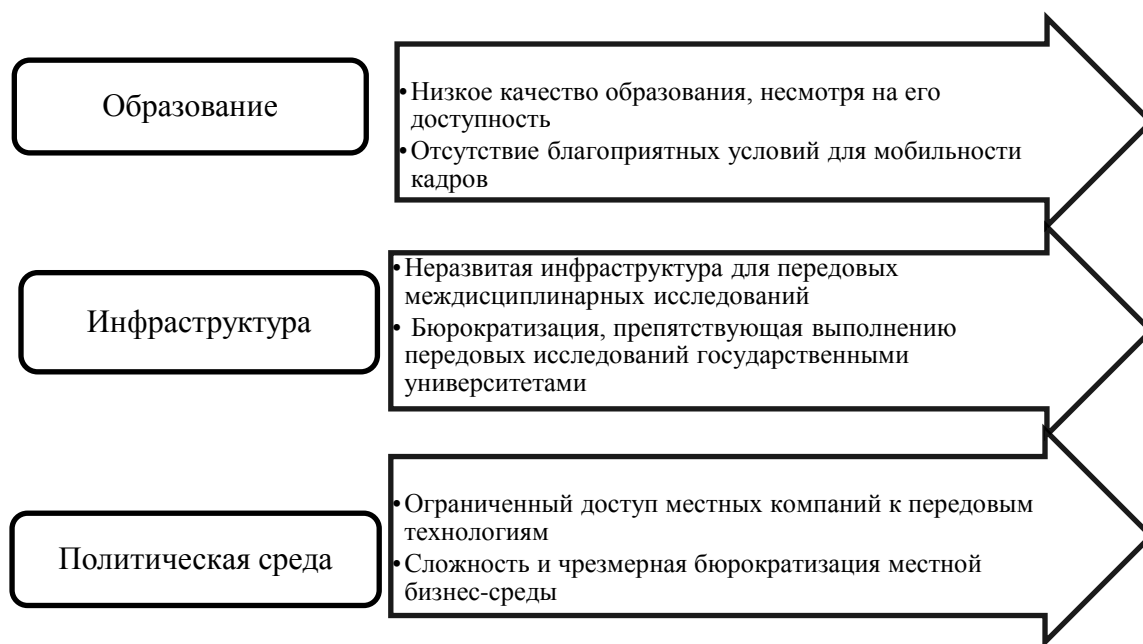 Образование
•Низкое качество образования, несмотря на его
доступность
•Отсутствие благоприятных условий для мобильности
кадров
Инфраструктура
•Неразвитая инфраструктура для передовых
междисциплинарных исследований
• Бюрократизация, препятствующая выполнению
передовых исследований государственными
университетами
Политическая среда
•Ограниченный доступ местных компаний к передовым
технологиям
•Сложность и чрезмерная бюрократизация местной
бизнес-среды